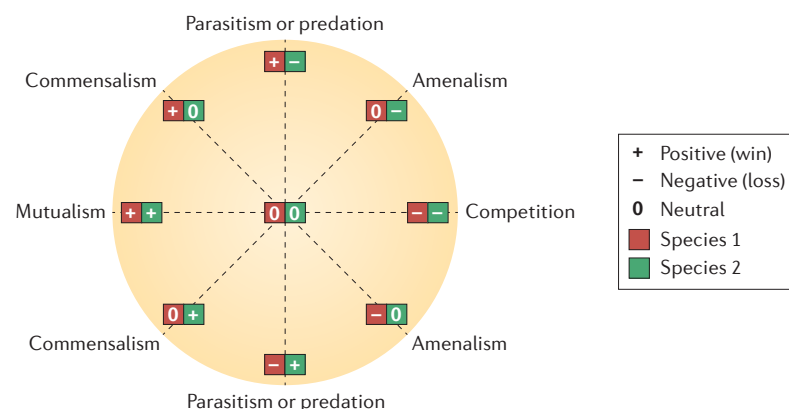 Parasitism or predation
+ −
Commensalism
Amenalism
+ 0
0 −
Mutualism
+ +
0 0
− −
Competition
0 +
− 0
Commensalism
Amenalism
− +
Parasitism or predation
+ Positive (win)
− Negative (loss)
0 Neutral
Species 1
Species 2